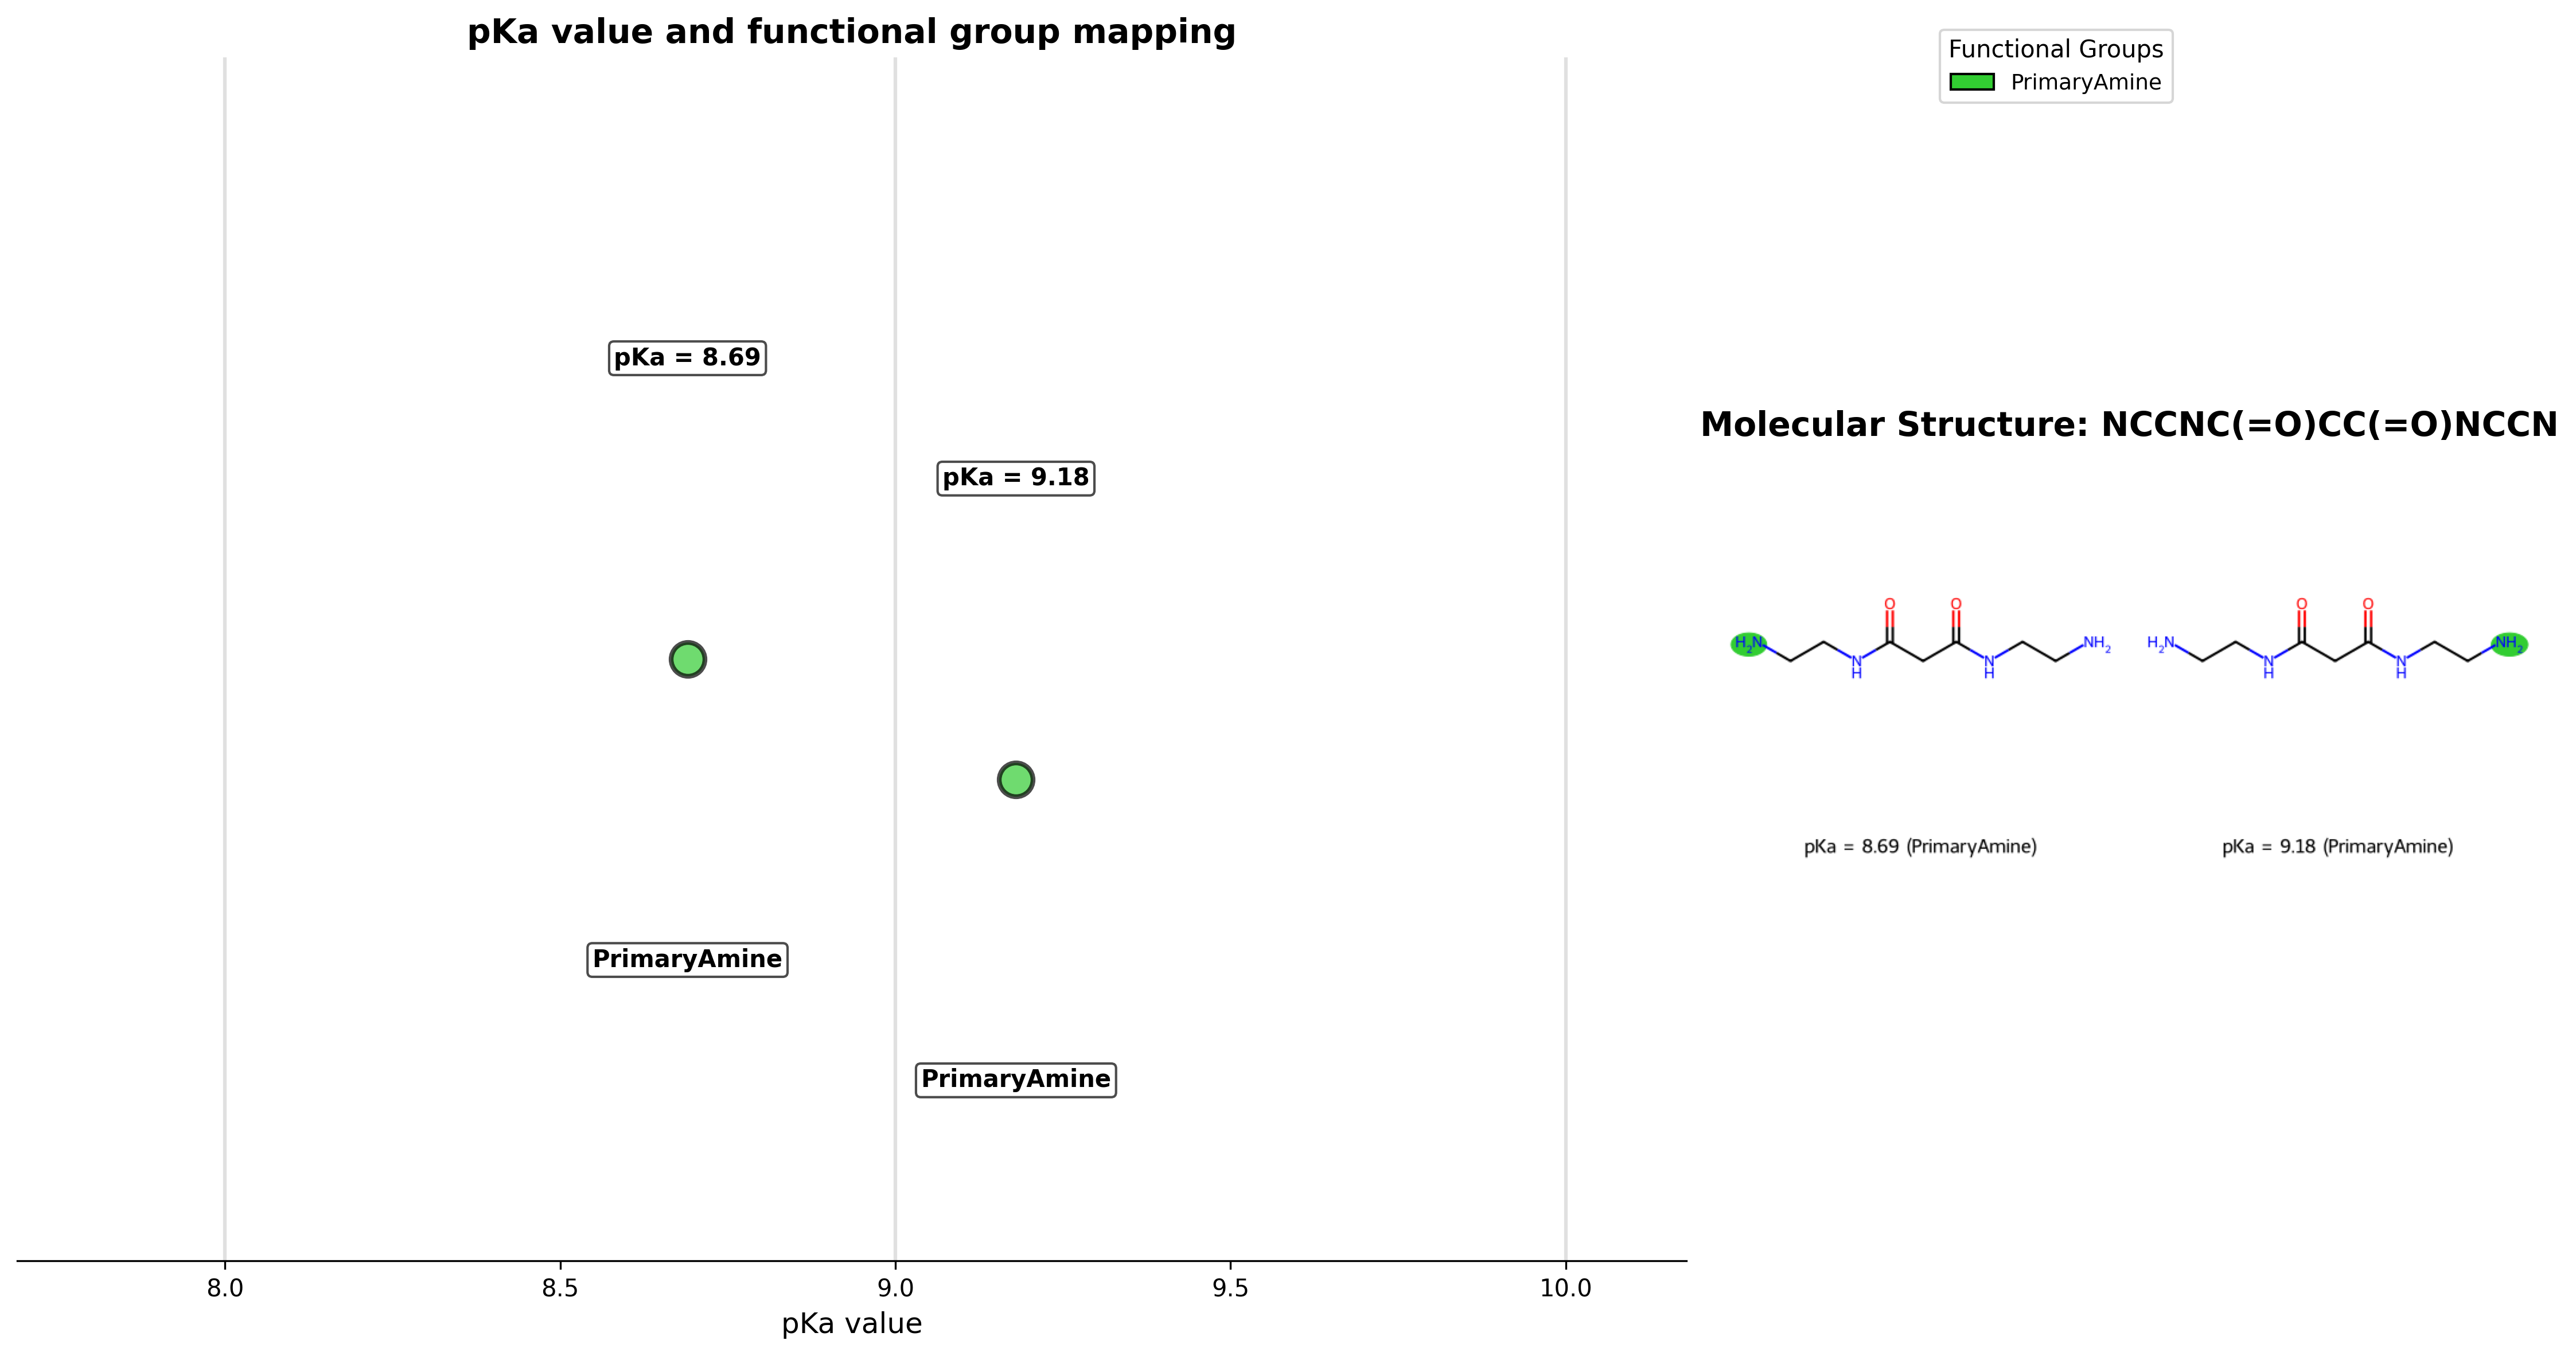 pKa value and functional group mapping
pKa = 8.69
pKa = 9.18
PrimaryAmine
PrimaryAmine
8.0 8.5 9.0 9.5 10.0
pKa value
Functional Groups
PrimaryAmine
Molecular Structure: NCCNC(=O)CC(=O)NCCN
O O O O
H₂N NH₂ H₂N NH₂
N N N N
H H H H
pKa = 8.69 (PrimaryAmine) pKa = 9.18 (PrimaryAmine)